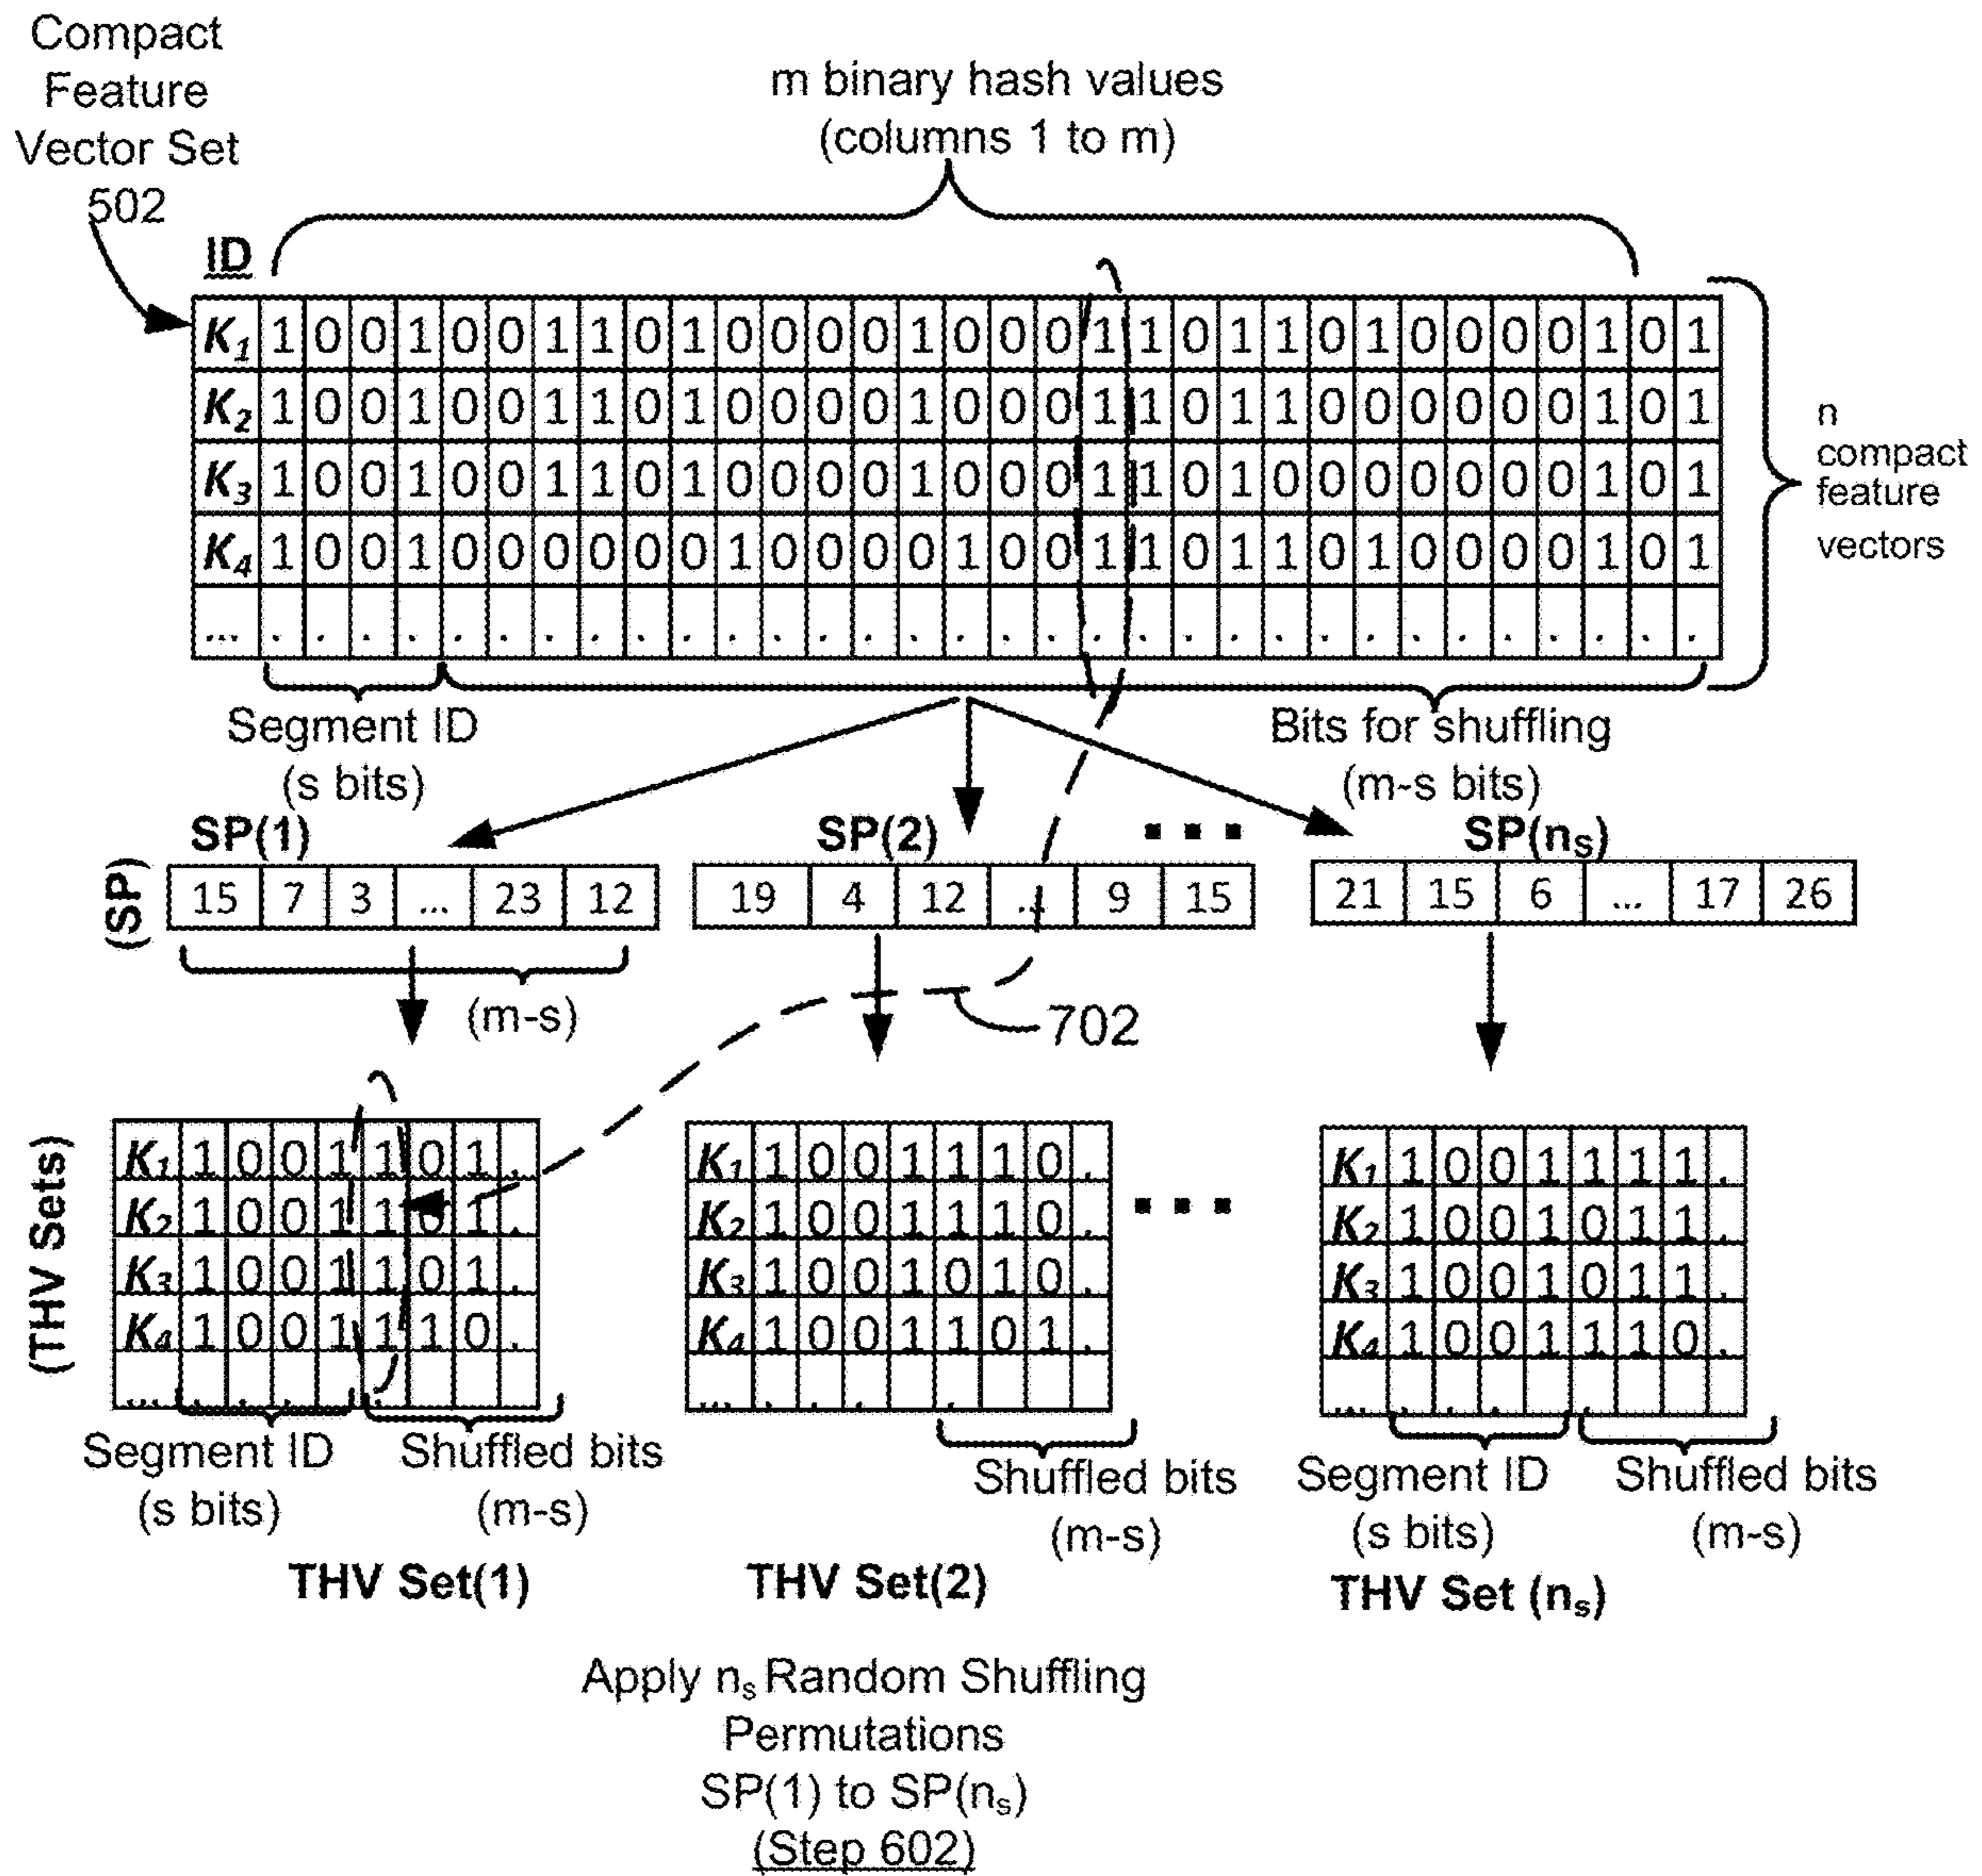 Compact
Feature
Vector Set
502
m binary hash values
(columns 1 to m)
ID
K₁ 1 0 0 1 0 0 1 1 0 1 0 0 0 0 1 0 0 0 1 1 0 1 1 0 1 0 0 0 0 1 0 1
K₂ 1 0 0 1 0 0 1 1 0 1 0 0 0 0 1 0 0 0 1 1 0 1 1 0 0 0 0 0 0 1 0 1
K₃ 1 0 0 1 0 0 1 1 0 1 0 0 0 0 1 0 0 0 1 1 0 1 0 0 0 0 0 0 0 1 0 1
K₄ 1 0 0 1 0 0 0 0 0 0 1 0 0 0 0 1 0 0 1 1 0 1 1 0 1 0 0 0 0 1 0 1
... . . . . . . . . . . . . . . . . . . . . . . . . . . . . . . . .
n
compact
feature
vectors
Segment ID
(s bits)
Bits for shuffling
(m-s bits)
(SP)
SP(1)
15 7 3 ... 23 12
(m-s)
SP(2)
19 4 12 ... 9 15
...
SP(nₛ)
21 15 6 ... 17 26
702
(THV Sets)
K₁ 1 0 0 1 1 0 1 .
K₂ 1 0 0 1 1 0 1 .
K₃ 1 0 0 1 1 0 1 .
K₄ 1 0 0 1 1 1 0 .
... . . . . .
Segment ID
(s bits)
Shuffled bits
(m-s)
THV Set(1)
K₁ 1 0 0 1 1 1 0 .
K₂ 1 0 0 1 1 1 0 .
K₃ 1 0 0 1 0 1 0 .
K₄ 1 0 0 1 1 0 1 .
... . . . . .
Shuffled bits
(m-s)
THV Set(2)
...
K₁ 1 0 0 1 1 1 1 .
K₂ 1 0 0 1 0 1 1 .
K₃ 1 0 0 1 0 1 1 .
K₄ 1 0 0 1 1 1 0 .
... . . . . .
Segment ID
(s bits)
Shuffled bits
(m-s)
THV Set (nₛ)
Apply nₛ Random Shuffling
Permutations
SP(1) to SP(nₛ)
(Step 602)